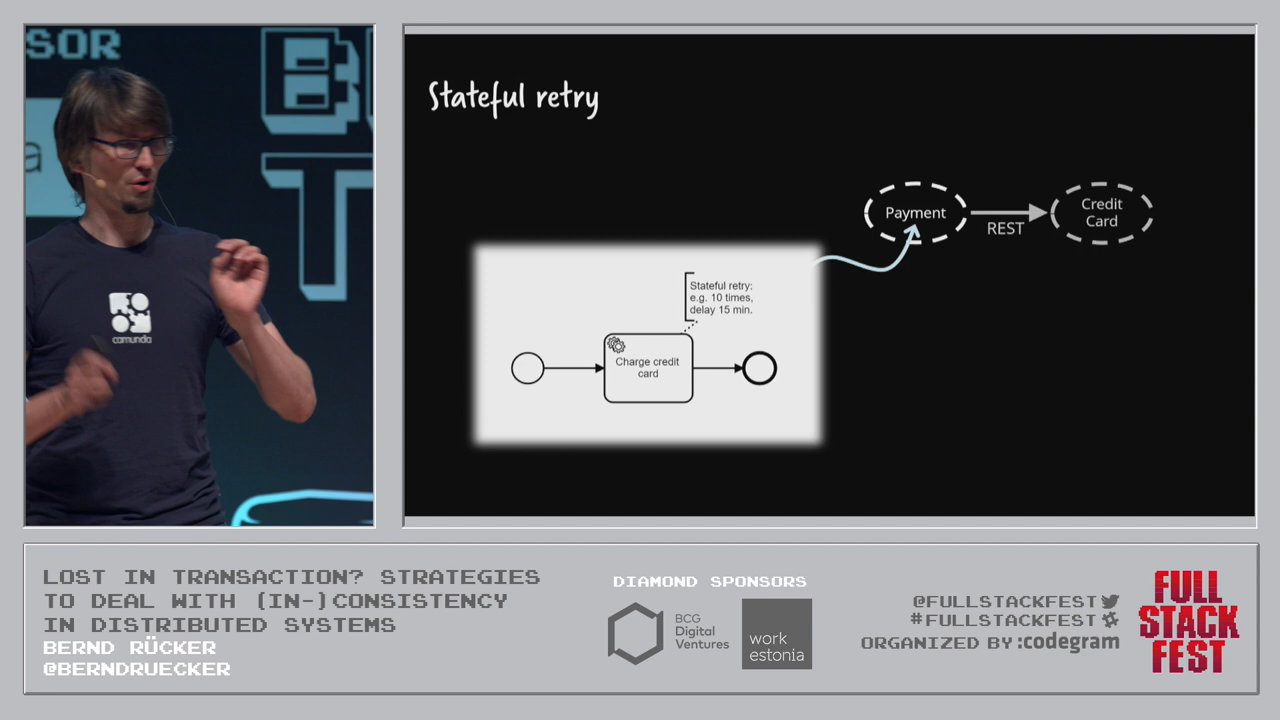 SOR
a
camunda
Stateful retry
Payment
REST
Credit
Card
Stateful retry:
e.g. 10 times,
delay 15 min.
Charge credit
card
LOST IN TRANSACTION? STRATEGIES
TO DEAL WITH (IN-)CONSISTENCY
IN DISTRIBUTED SYSTEMS
BERND RÜCKER
@BERNDRUECKER
DIAMOND SPONSORS
BCG
Digital
Ventures
work
estonia
@FULLSTACKFEST
#FULLSTACKFEST
ORGANIZED BY :codegram
FULL
STACK
FEST